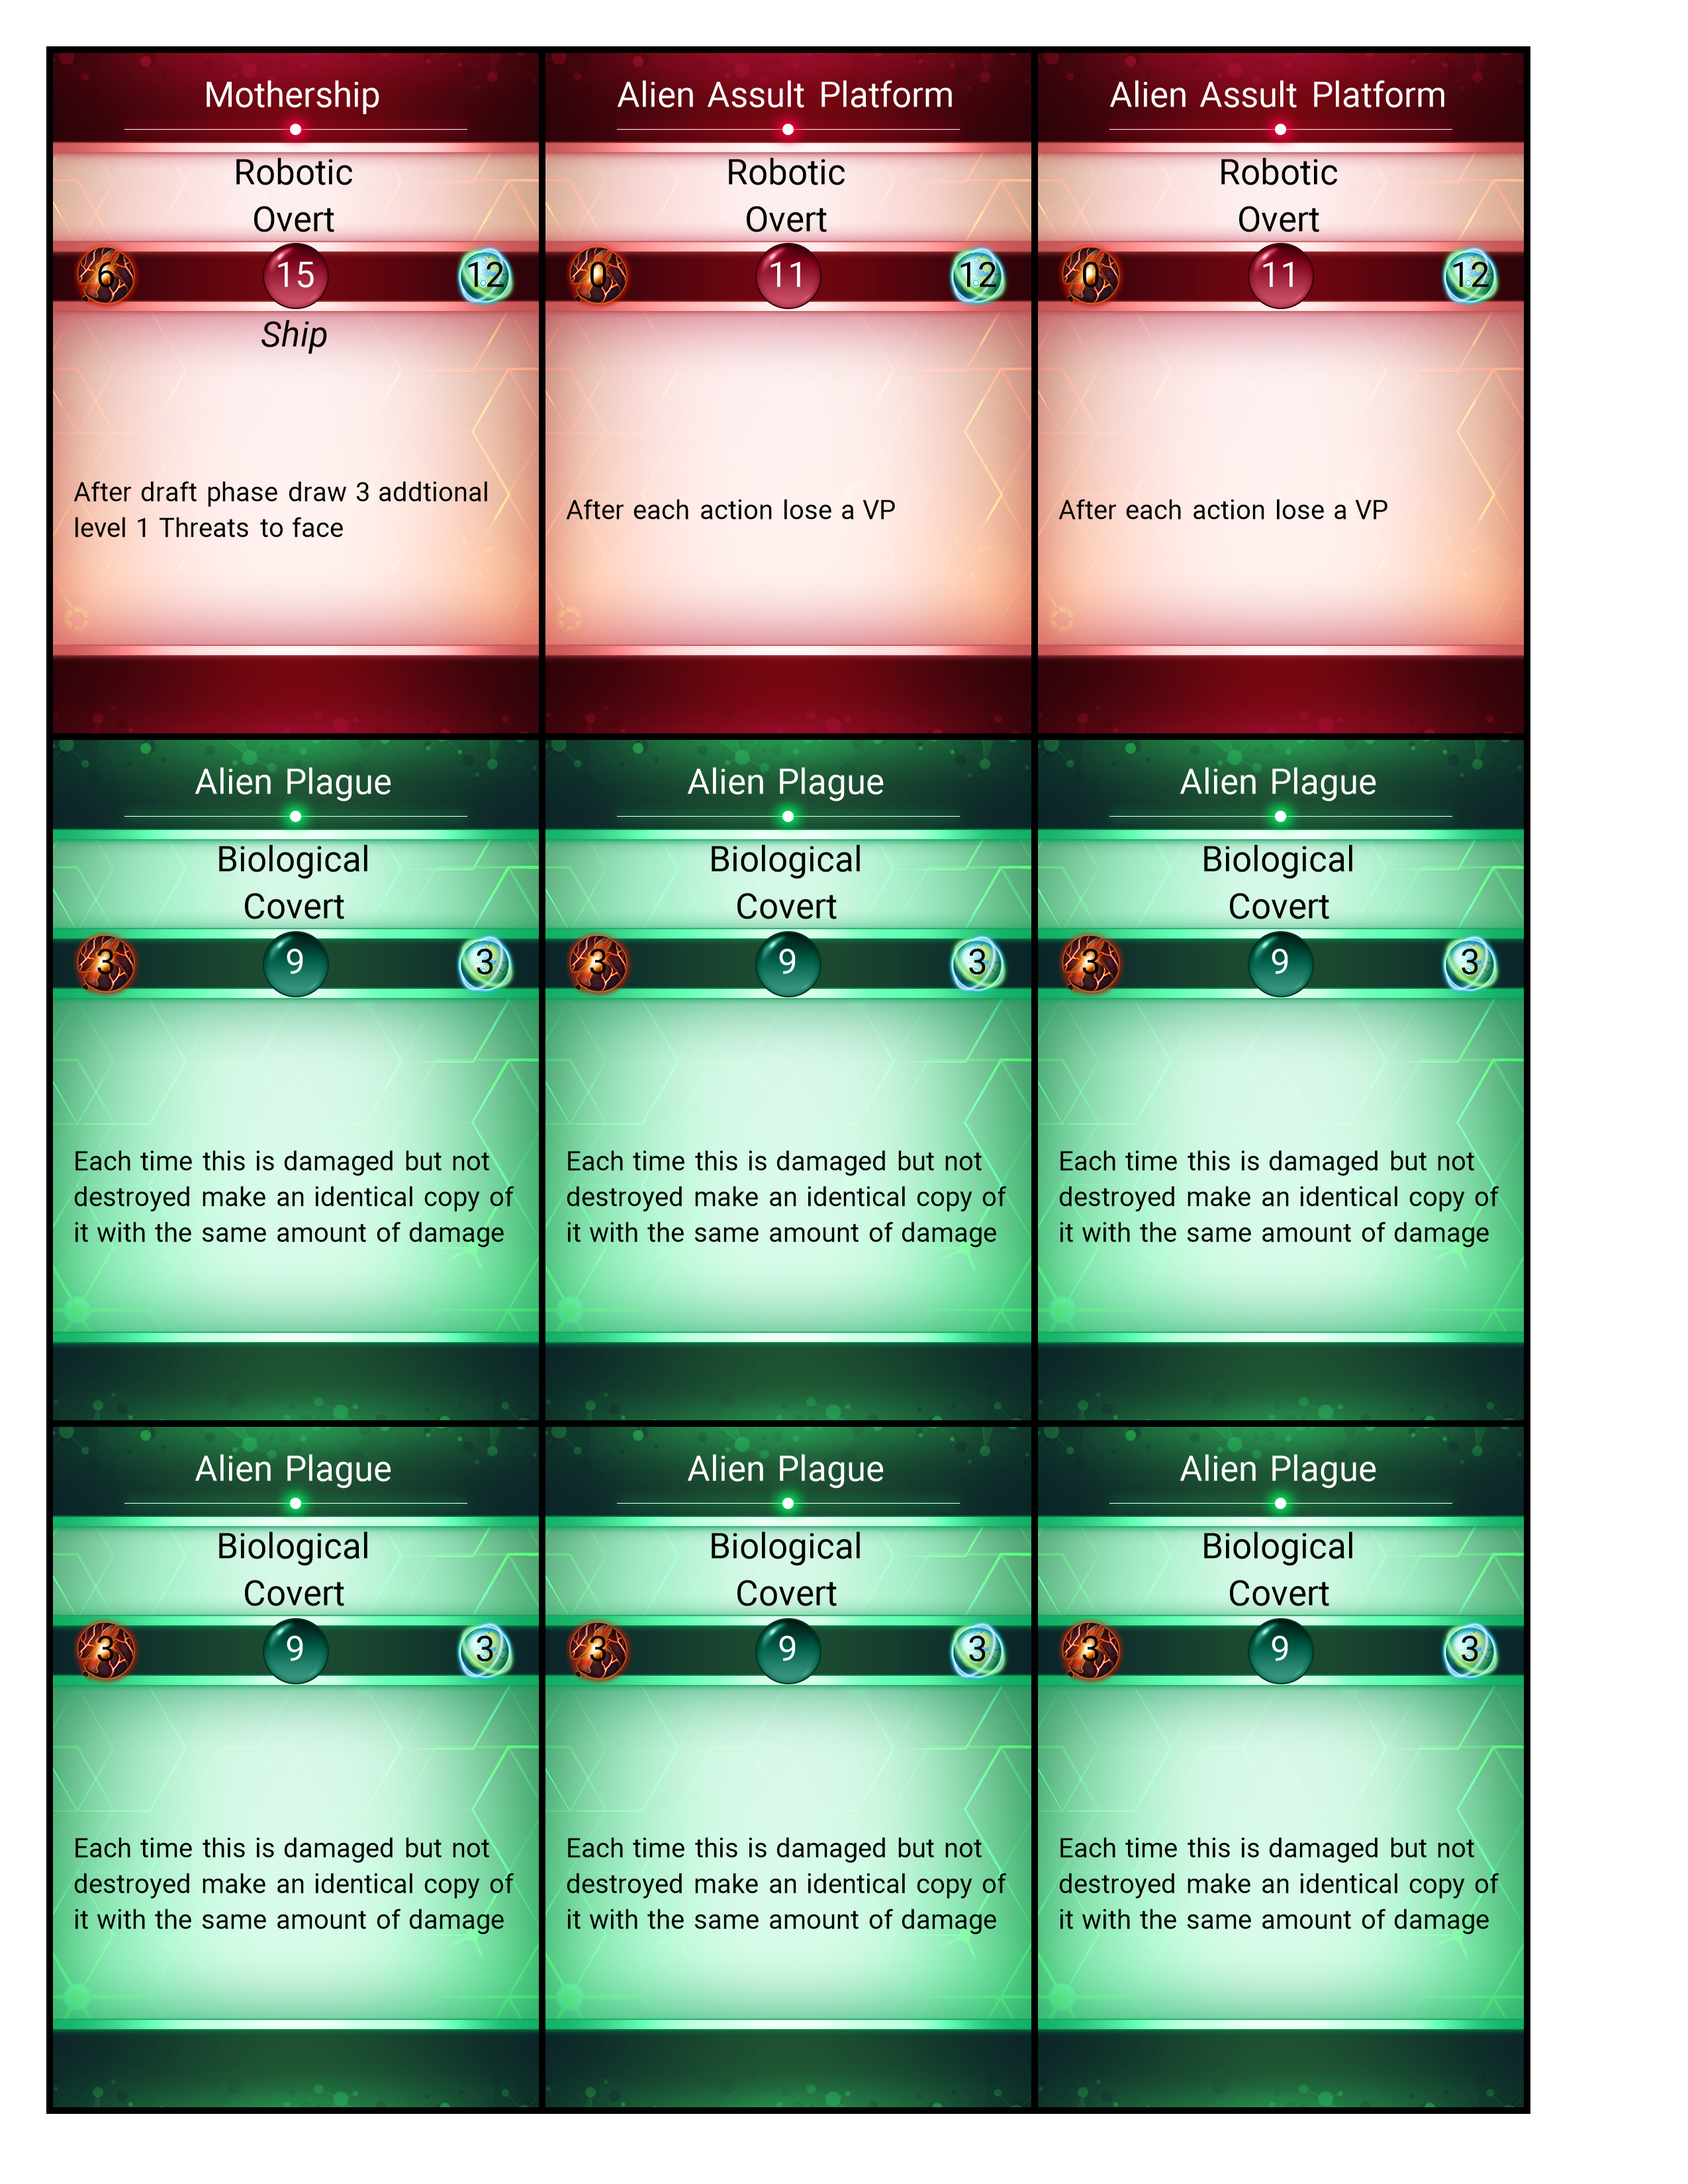 Mothership
Robotic
Overt
6 15 12
Ship
After draft phase draw 3 addtional
level 1 Threats to face
Alien Assult Platform
Robotic
Overt
0 11 12
After each action lose a VP
Alien Assult Platform
Robotic
Overt
0 11 12
After each action lose a VP
Alien Plague
Biological
Covert
3 9 3
Each time this is damaged but not
destroyed make an identical copy of
it with the same amount of damage
Alien Plague
Biological
Covert
3 9 3
Each time this is damaged but not
destroyed make an identical copy of
it with the same amount of damage
Alien Plague
Biological
Covert
3 9 3
Each time this is damaged but not
destroyed make an identical copy of
it with the same amount of damage
Alien Plague
Biological
Covert
3 9 3
Each time this is damaged but not
destroyed make an identical copy of
it with the same amount of damage
Alien Plague
Biological
Covert
3 9 3
Each time this is damaged but not
destroyed make an identical copy of
it with the same amount of damage
Alien Plague
Biological
Covert
3 9 3
Each time this is damaged but not
destroyed make an identical copy of
it with the same amount of damage